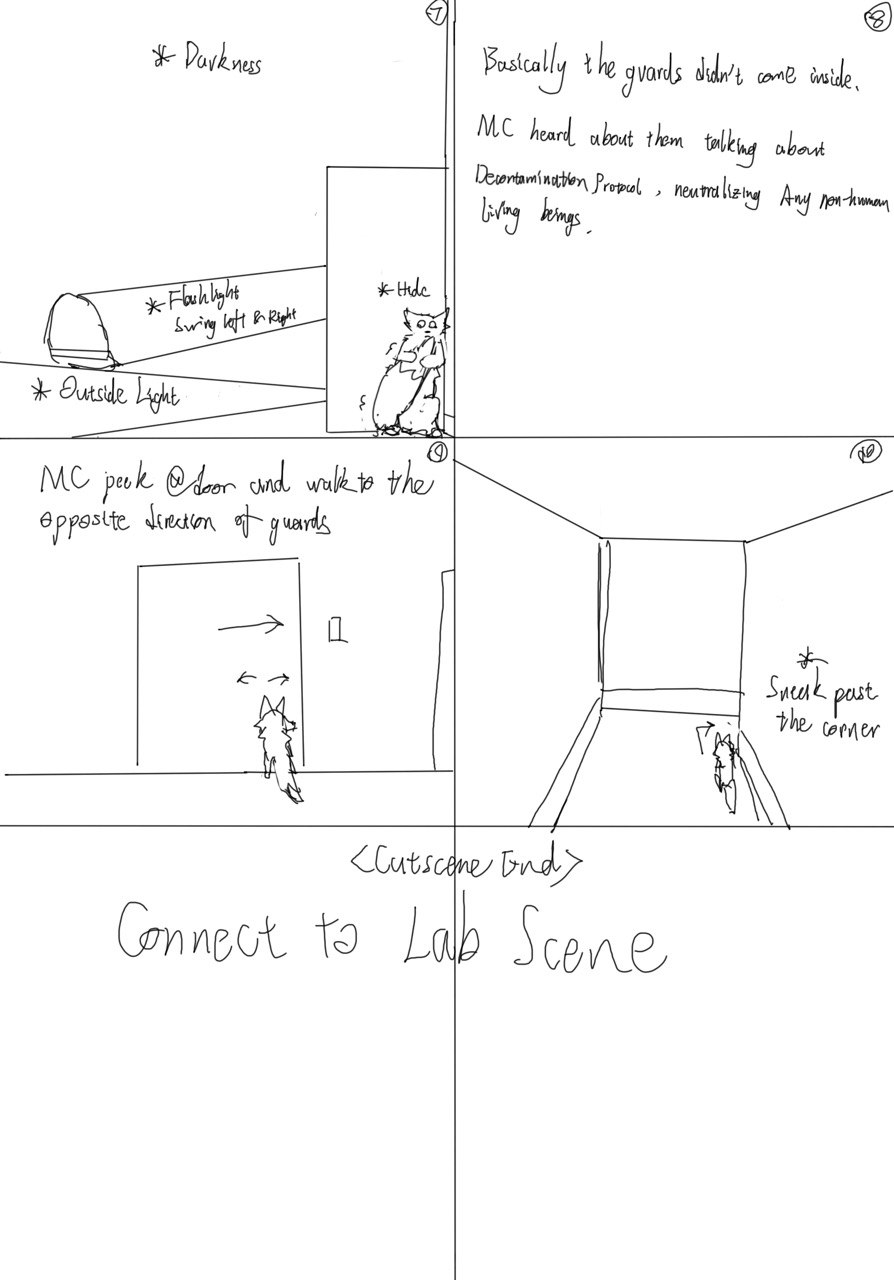 7
* Darkness
* Flashlight
Swing left & Right
* Hide
* Outside Light
8
Basically the guards didn't come inside.
MC heard about them talking about
Decontamination Protocol, neutralizing Any non-human
living beings.
9
MC peek @door and walk to the
opposite direction of guards
10
*
Sneak past
the corner
<Cutscene End>
Connect to Lab Scene